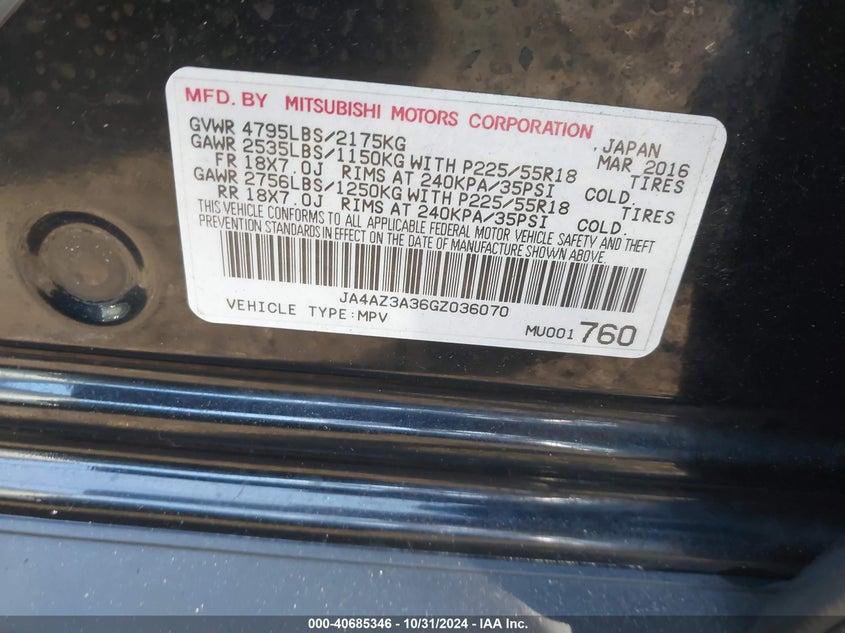 MFD. BY MITSUBISHI MOTORS CORPORATION
GVWR 4795LBS/2175KG JAPAN
GAWR 2535LBS/1150KG WITH P225/55R18 MAR 2016
FR 18X7.0J RIMS AT 240KPA/35PSI COLD. TIRES
GAWR 2756LBS/1250KG WITH P225/55R18 TIRES
RR 18X7.0J RIMS AT 240KPA/35PSI COLD.
THIS VEHICLE CONFORMS TO ALL APPLICABLE FEDERAL MOTOR VEHICLE SAFETY AND THEFT
PREVENTION STANDARDS IN EFFECT ON THE DATE OF MANUFACTURE SHOWN ABOVE.
JA4AZ3A36GZ036070
VEHICLE TYPE:MPV MU001 760
000-40685346 - 10/31/2024 - IAA Inc.